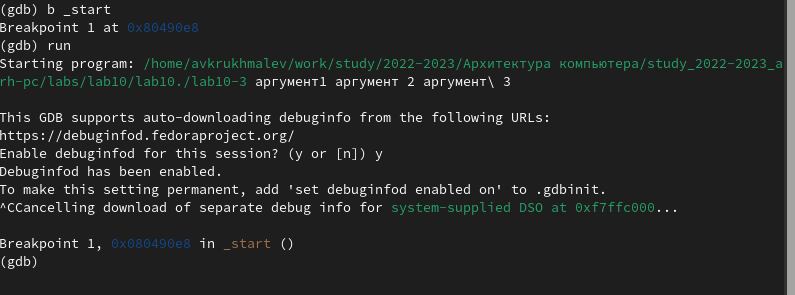 (gdb) b _start
Breakpoint 1 at 0x80490e8
(gdb) run
Starting program: /home/avkrukhmalev/work/study/2022-2023/Архитектура компьютера/study_2022-2023_a
rh-pc/labs/lab10/lab10./lab10-3 аргумент1 аргумент 2 аргумент\ 3
This GDB supports auto-downloading debuginfo from the following URLs:
https://debuginfod.fedoraproject.org/
Enable debuginfod for this session? (y or [n]) y
Debuginfod has been enabled.
To make this setting permanent, add 'set debuginfod enabled on' to .gdbinit.
^CCancelling download of separate debug info for system-supplied DSO at 0xf7ffc000...
Breakpoint 1, 0x080490e8 in _start ()
(gdb)